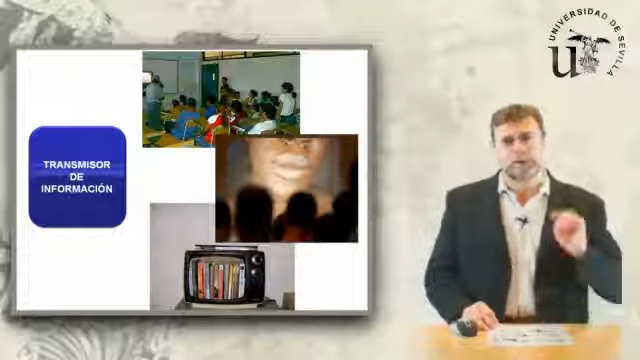 TRANSMISOR
DE
INFORMACIÓN
UNIVERSIDAD DE SEVILLA